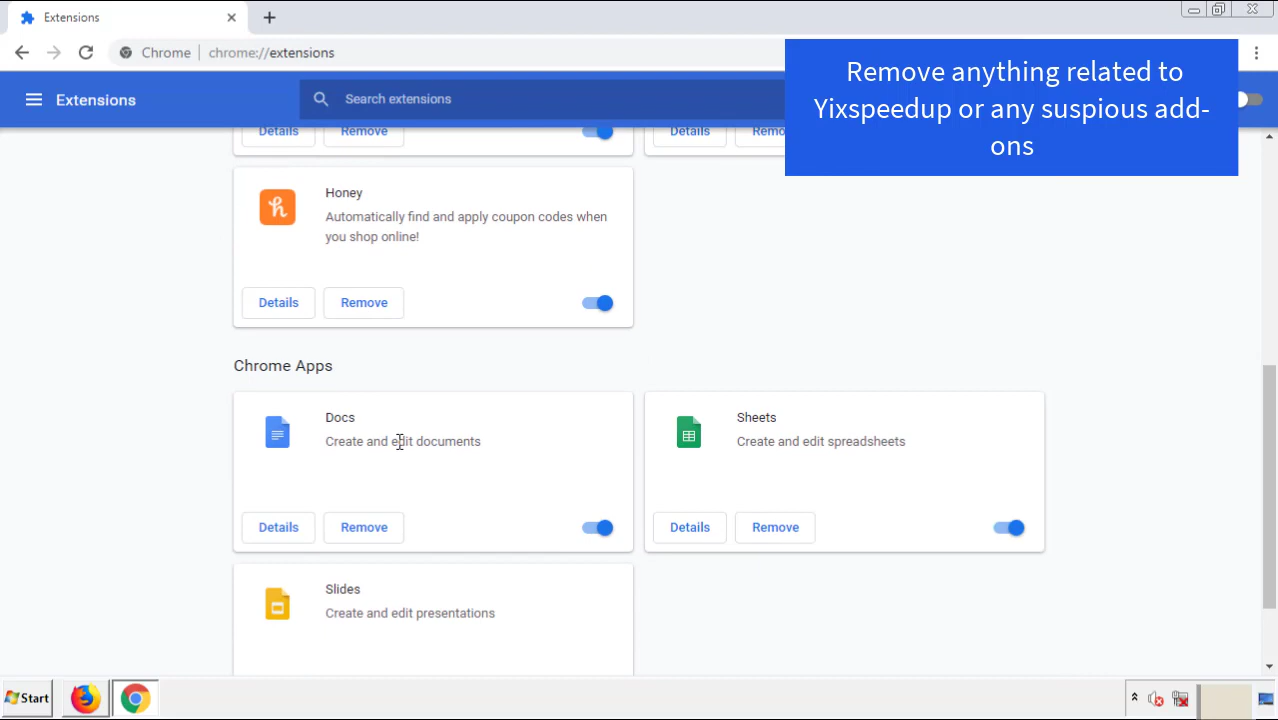 Extensions
Chrome | chrome://extensions
Remove anything related to
Yixspeedup or any suspious add-
ons
Extensions
Search extensions
Details Remove Details Remo
Honey
Automatically find and apply coupon codes when
you shop online!
Details Remove
Chrome Apps
Docs
Create and edit documents
Details Remove
Sheets
Create and edit spreadsheets
Details Remove
Slides
Create and edit presentations
Start